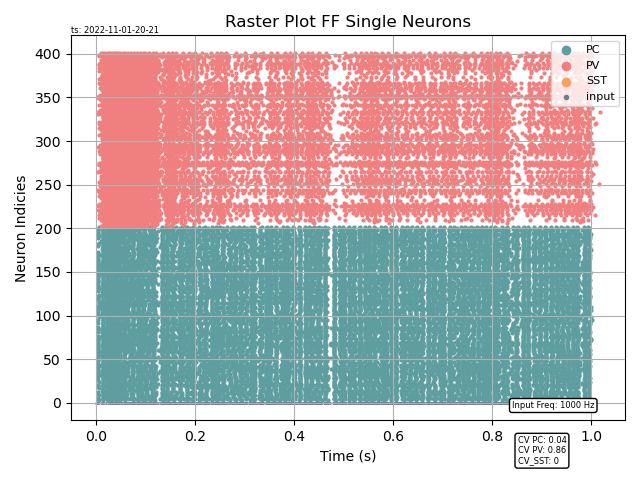 Raster Plot FF Single Neurons
ts: 2022-11-01-20-21
PC
PV
SST
input
400
350
300
250
200
150
100
50
0
Neuron Indicies
0.0 0.2 0.4 0.6 0.8 1.0
Time (s)
Input Freq: 1000 Hz
CV PC: 0.04
CV PV: 0.86
CV_SST: 0